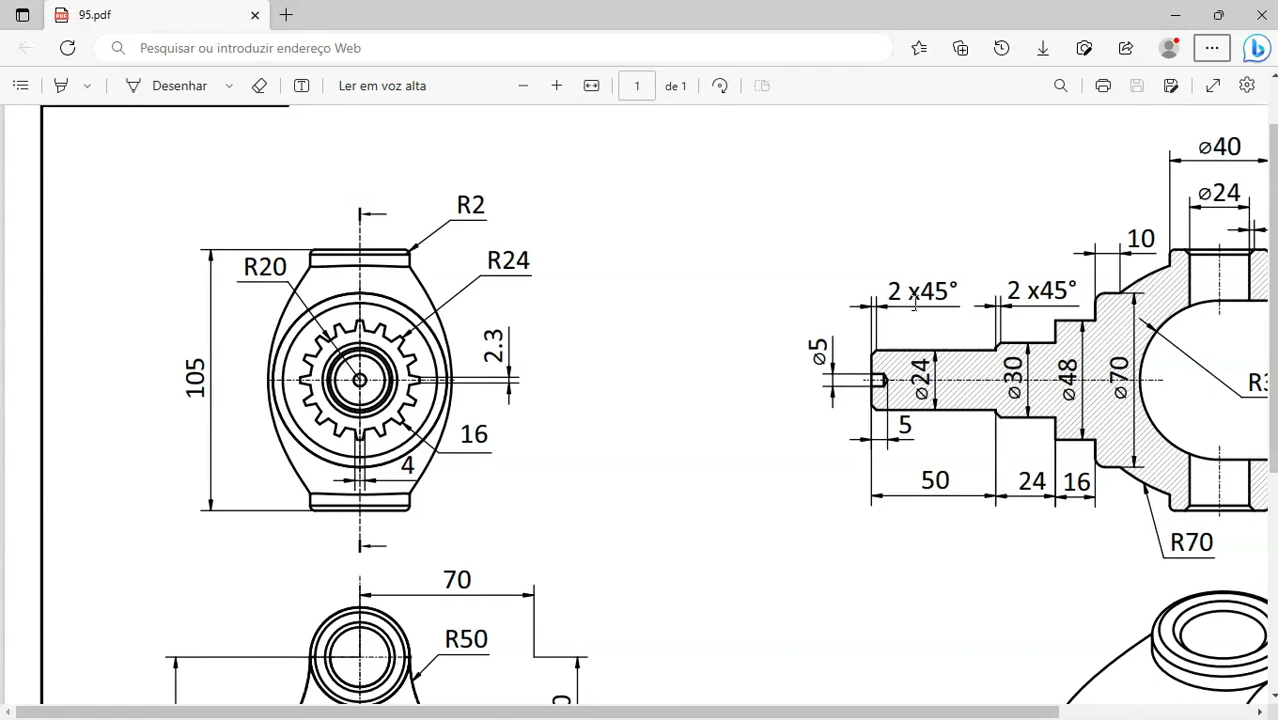 95.pdf
Pesquisar ou introduzir endereço Web
Desenhar
Ler em voz alta
1
de 1
R2
R20
R24
2.3
105
16
4
70
R50
⌀40
⌀24
10
2 x45°
2 x45°
⌀5
⌀24
⌀30
⌀48
⌀70
5
50
24
16
R70